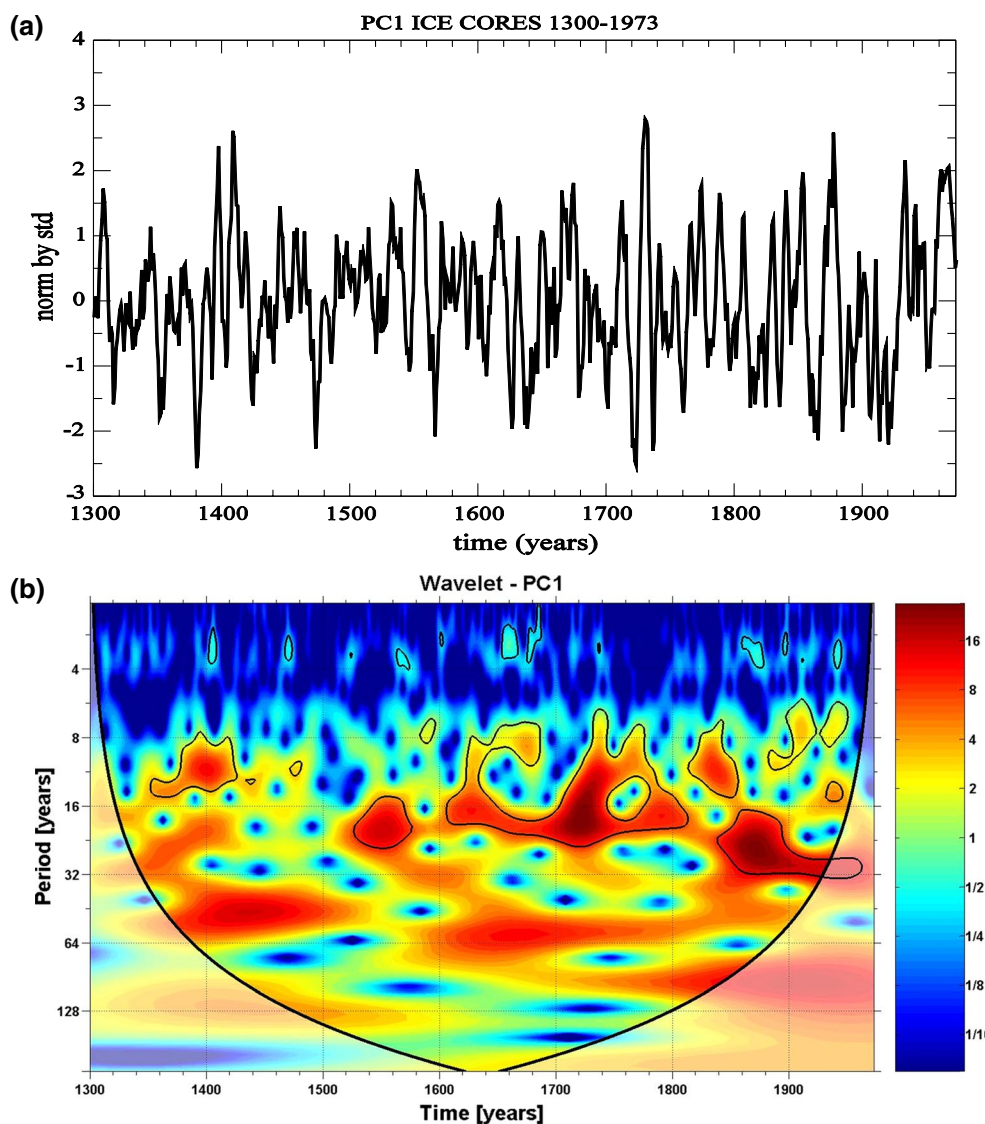 (a)
PC1 ICE CORES 1300-1973
4
3
2
1
0
-1
-2
-3
norm by std
1300 1400 1500 1600 1700 1800 1900
time (years)
(b)
Wavelet - PC1
4
8
16
32
64
128
Period [years]
1300 1400 1500 1600 1700 1800 1900
Time [years]
16
8
4
2
1
1/2
1/4
1/8